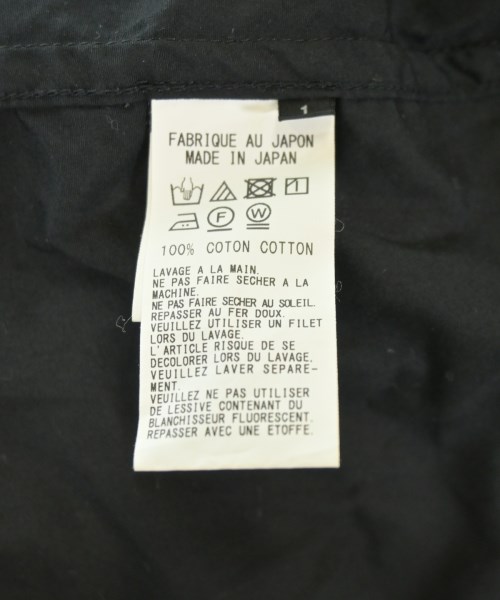 1
FABRIQUE AU JAPON
MADE IN JAPAN
F W
100% COTON COTTON
LAVAGE A LA MAIN.
NE PAS FAIRE SECHER A LA
MACHINE.
NE PAS FAIRE SECHER AU SOLEIL.
REPASSER AU FER DOUX.
VEUILLEZ UTILISER UN FILET
LORS DU LAVAGE.
L'ARTICLE RISQUE DE SE
DECOLORER LORS DU LAVAGE.
VEUILLEZ LAVER SEPARE-
MENT.
VEUILLEZ NE PAS UTILISER
DE LESSIVE CONTENANT DU
BLANCHISSEUR FLUORESCENT.
REPASSER AVEC UNE ETOFFE.